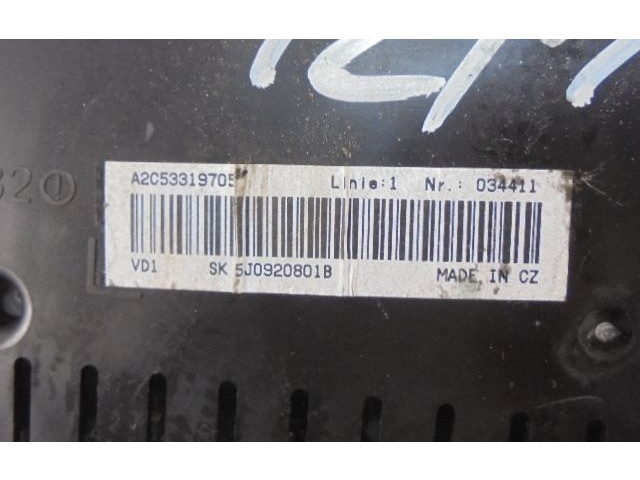 A2C53319705 Linie:1 Nr.: 034411
VD1 SK 5J0920801B MADE IN CZ